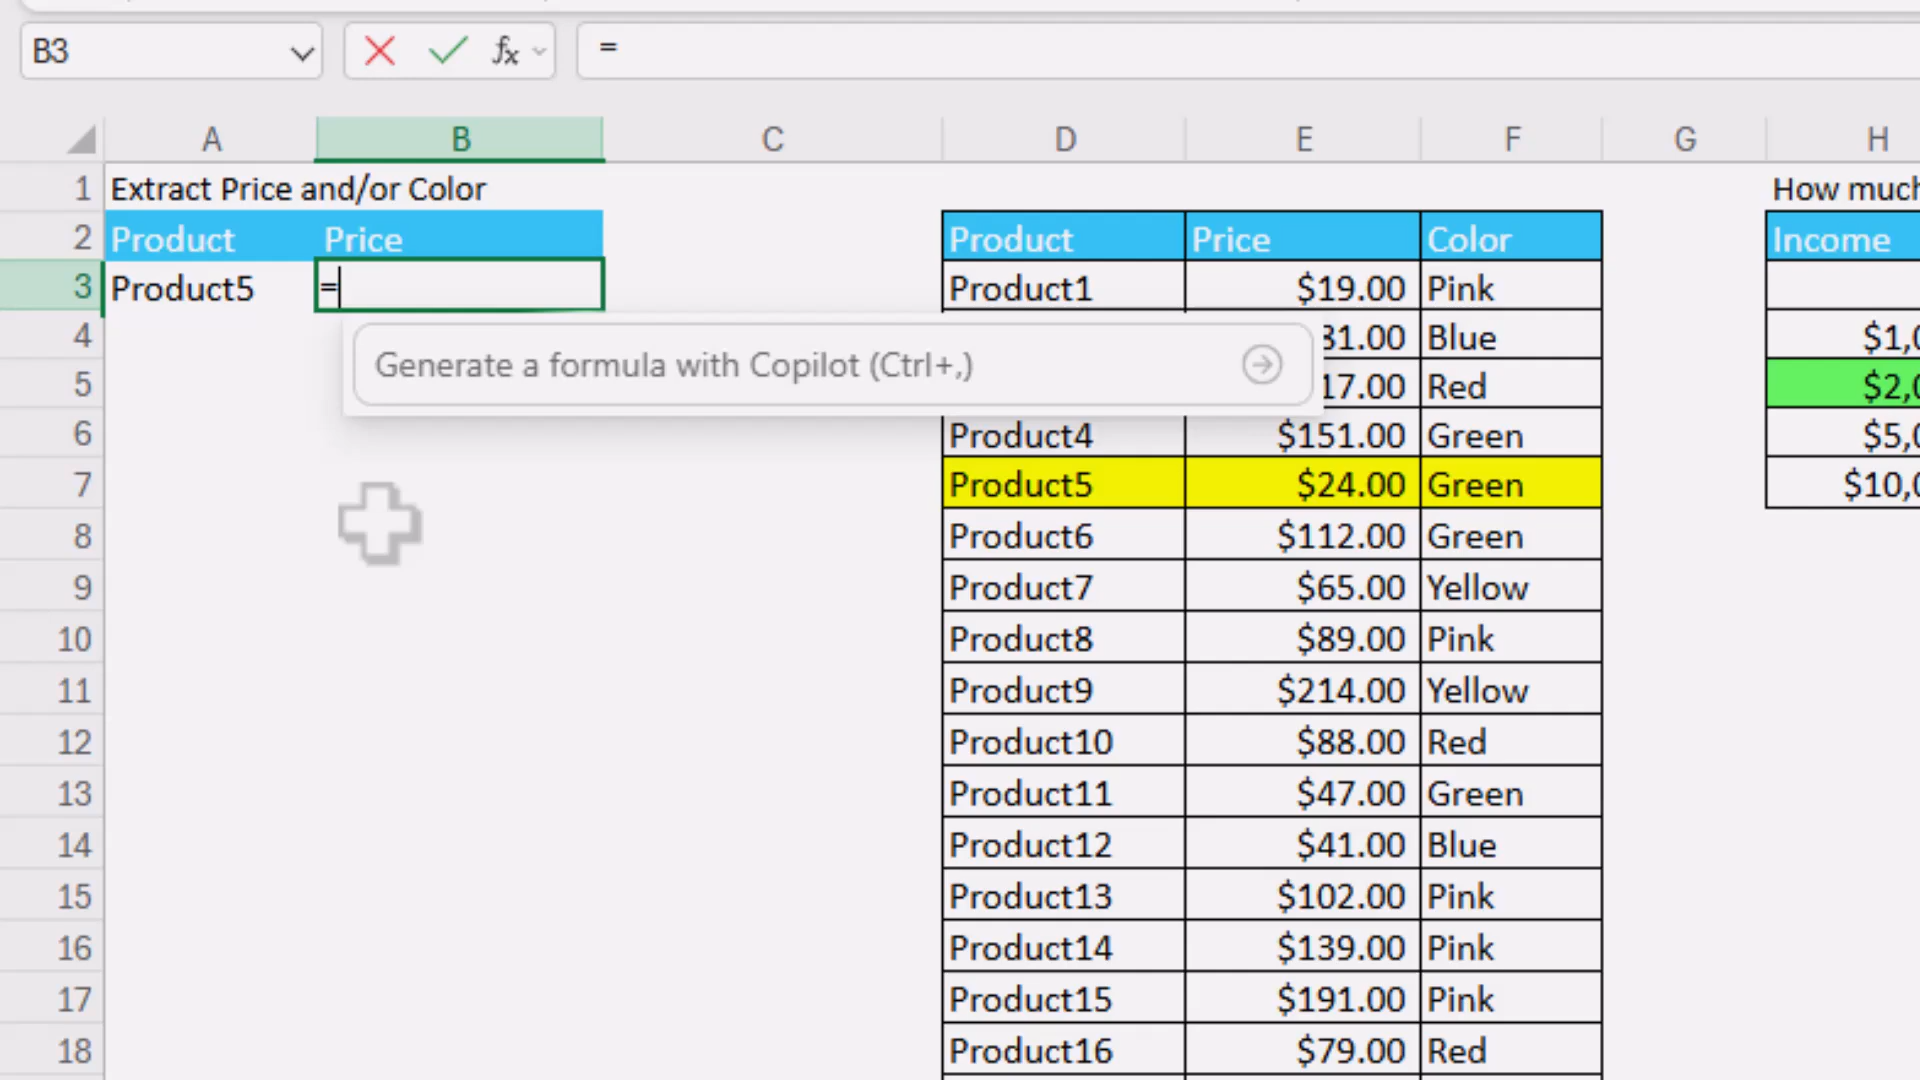 B3 fx =
A B C D E F G H
1 Extract Price and/or Color How much
2 Product Price Product Price Color Income
3 Product5 = Product1 $19.00 Pink
4 Blue $1,0
Generate a formula with Copilot (Ctrl+,)
5 17.00 Red $2,0
6 Product4 $151.00 Green $5,0
7 Product5 $24.00 Green $10,0
8 Product6 $112.00 Green
9 Product7 $65.00 Yellow
10 Product8 $89.00 Pink
11 Product9 $214.00 Yellow
12 Product10 $88.00 Red
13 Product11 $47.00 Green
14 Product12 $41.00 Blue
15 Product13 $102.00 Pink
16 Product14 $139.00 Pink
17 Product15 $191.00 Pink
18 Product16 $79.00 Red